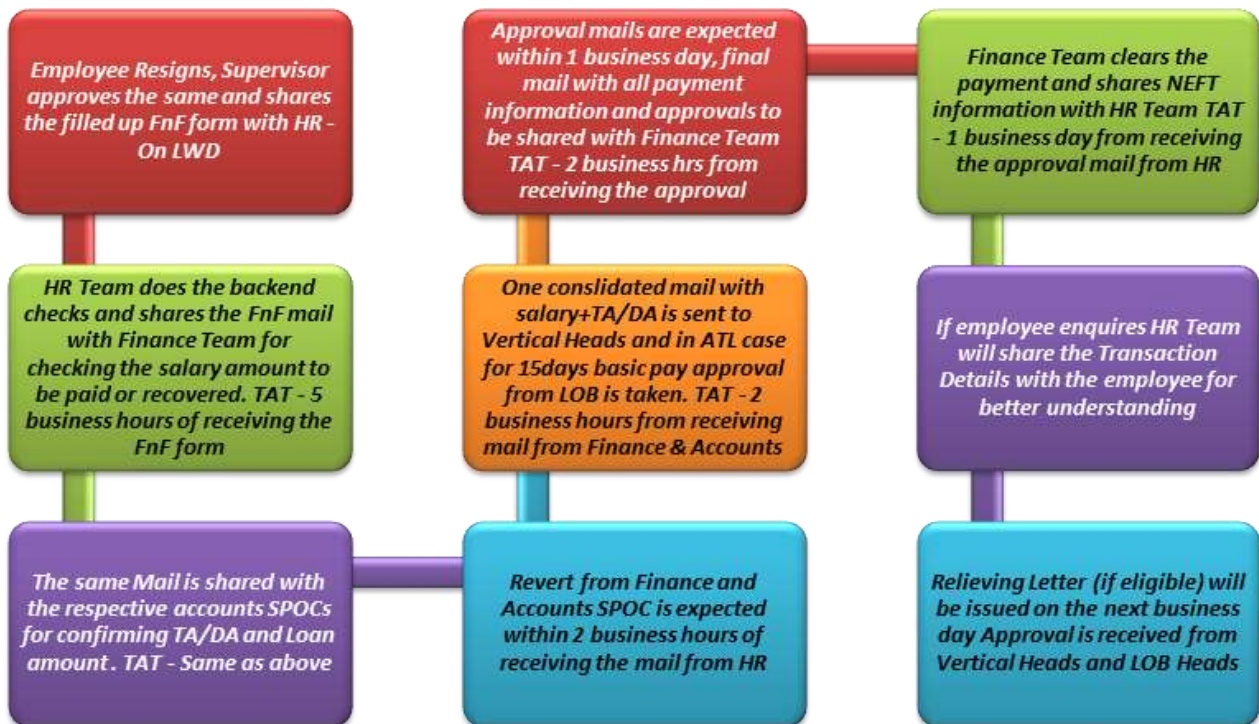 Employee Resigns, Supervisor
approves the same and shares
the filled up FnF form with HR -
On LWD
HR Team does the backend
checks and shares the FnF mail
with Finance Team for
checking the salary amount to
be paid or recovered. TAT - 5
business hours of receiving the
FnF form
The same Mail is shared with
the respective accounts SPOCs
for confirming TA/DA and Loan
amount . TAT - Same as above
Revert from Finance and
Accounts SPOC is expected
within 2 business hours of
receiving the mail from HR
One conslidated mail with
salary+TA/DA is sent to
Vertical Heads and in ATL case
for 15days basic pay approval
from LOB is taken. TAT - 2
business hours from receiving
mail from Finance & Accounts
Approval mails are expected
within 1 business day, final
mail with all payment
information and approvals to
be shared with Finance Team
TAT - 2 business hrs from
receiving the approval
Finance Team clears the
payment and shares NEFT
information with HR Team TAT
- 1 business day from receiving
the approval mail from HR
If employee enquires HR Team
will share the Transaction
Details with the employee for
better understanding
Relieving Letter (if eligible) will
be issued on the next business
day Approval is received from
Vertical Heads and LOB Heads